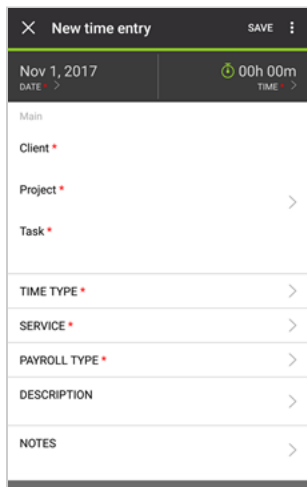 New time entry SAVE
Nov 1, 2017 00h 00m
DATE * TIME *
Main
Client *
Project *
Task *
TIME TYPE *
SERVICE *
PAYROLL TYPE *
DESCRIPTION
NOTES